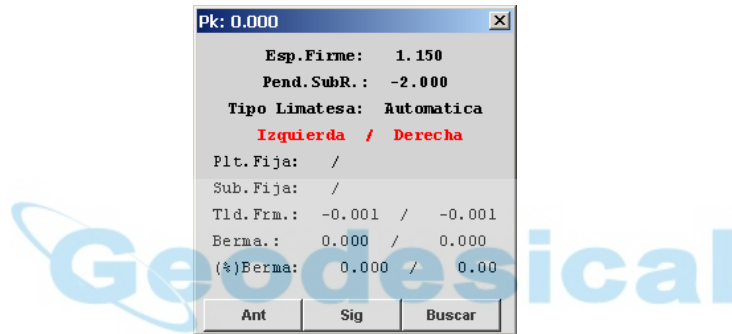 Pk: 0.000
Esp.Firme: 1.150
Pend.SubR.: -2.000
Tipo Limatesa: Automatica
Izquierda / Derecha
Plt.Fija: /
Sub.Fija: /
Tld.Frm.: -0.001 / -0.001
Berma.: 0.000 / 0.000
(%)Berma: 0.000 / 0.00
Ant Sig Buscar
Geodesical